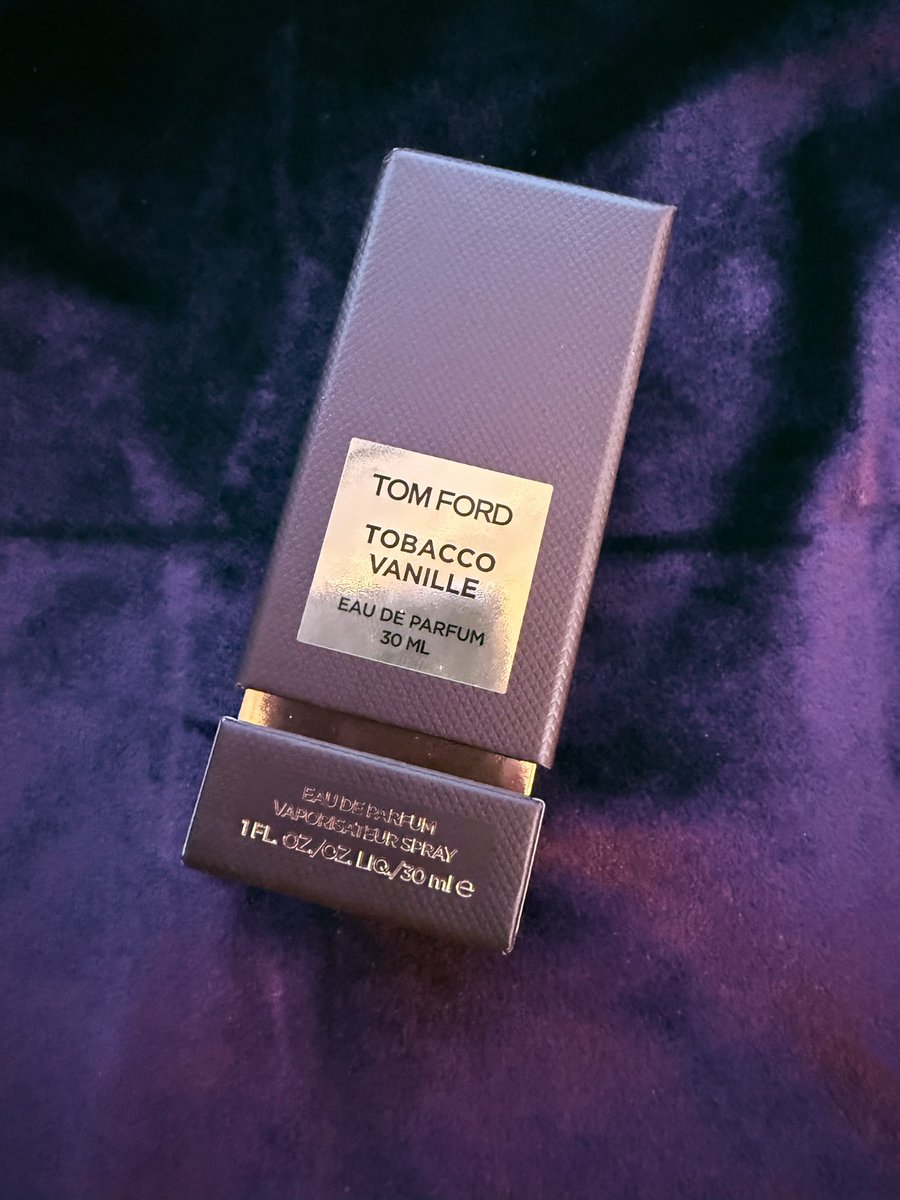 TOM FORD
TOBACCO
VANILLE
EAU DE PARFUM
30 ML
EAU DE PARFUM
VAPORISATEUR SPRAY
1 FL. OZ./OZ. LIQ./30 ml ℮